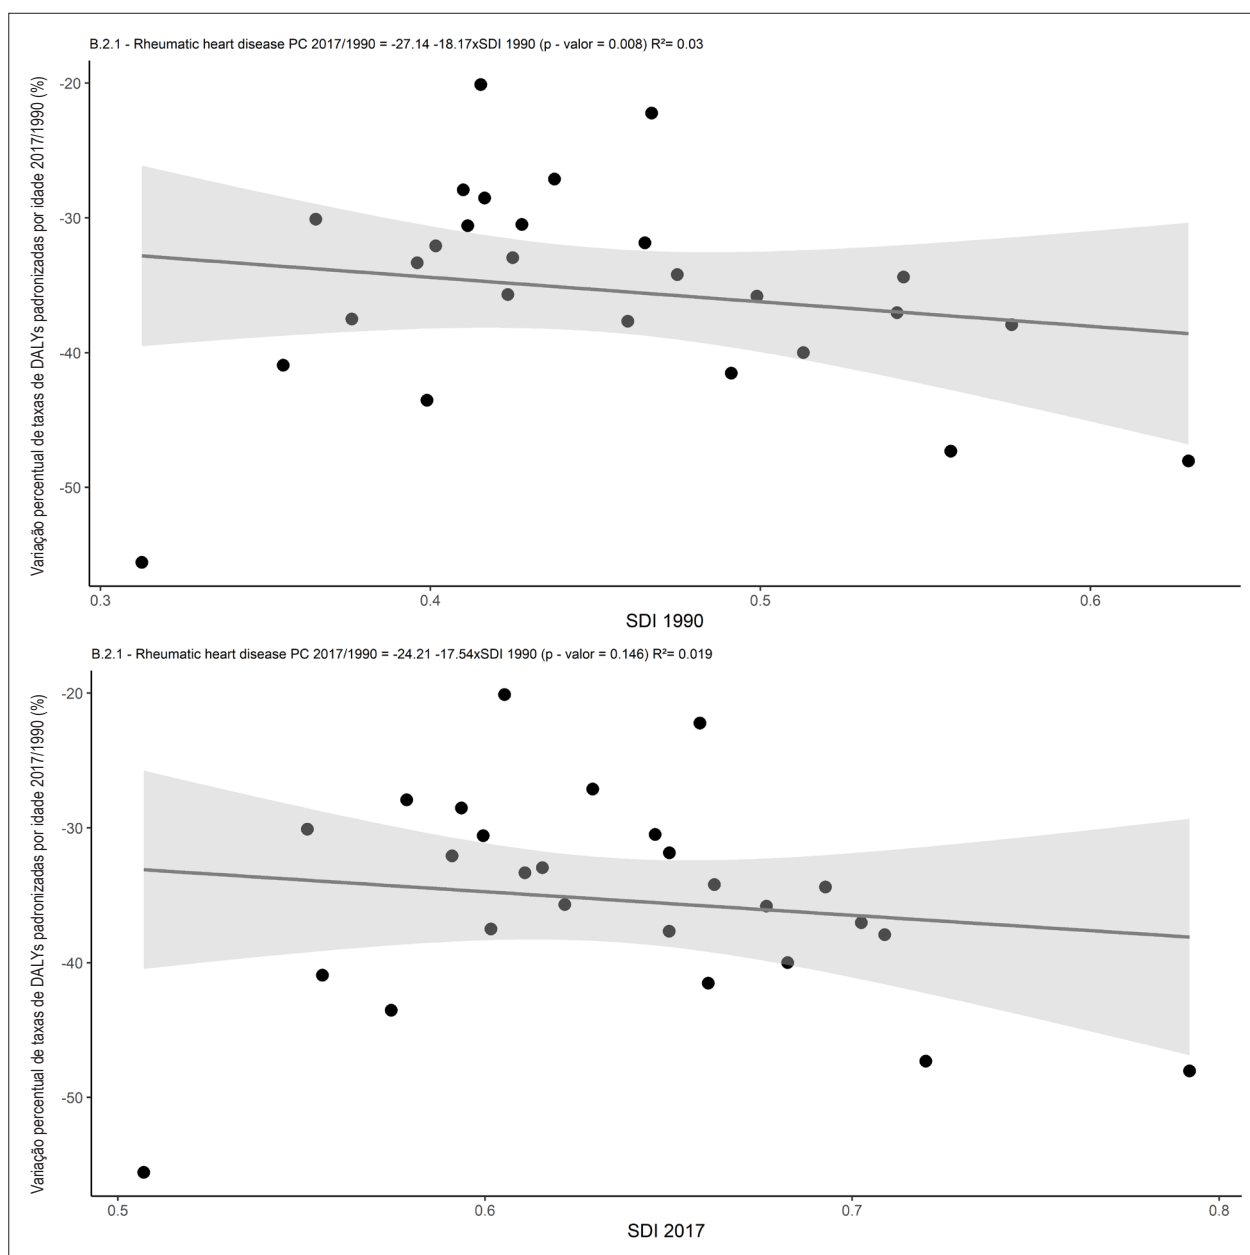 B.2.1 - Rheumatic heart disease PC 2017/1990 = -27.14 -18.17xSDI 1990 (p - valor = 0.008) R²= 0.03
Variação percentual de taxas de DALYs padronizadas por idade 2017/1990 (%)
-20
-30
-40
-50
0.3
0.4
0.5
0.6
SDI 1990
B.2.1 - Rheumatic heart disease PC 2017/1990 = -24.21 -17.54xSDI 1990 (p - valor = 0.146) R²= 0.019
Variação percentual de taxas de DALYs padronizadas por idade 2017/1990 (%)
-20
-30
-40
-50
0.5
0.6
0.7
0.8
SDI 2017